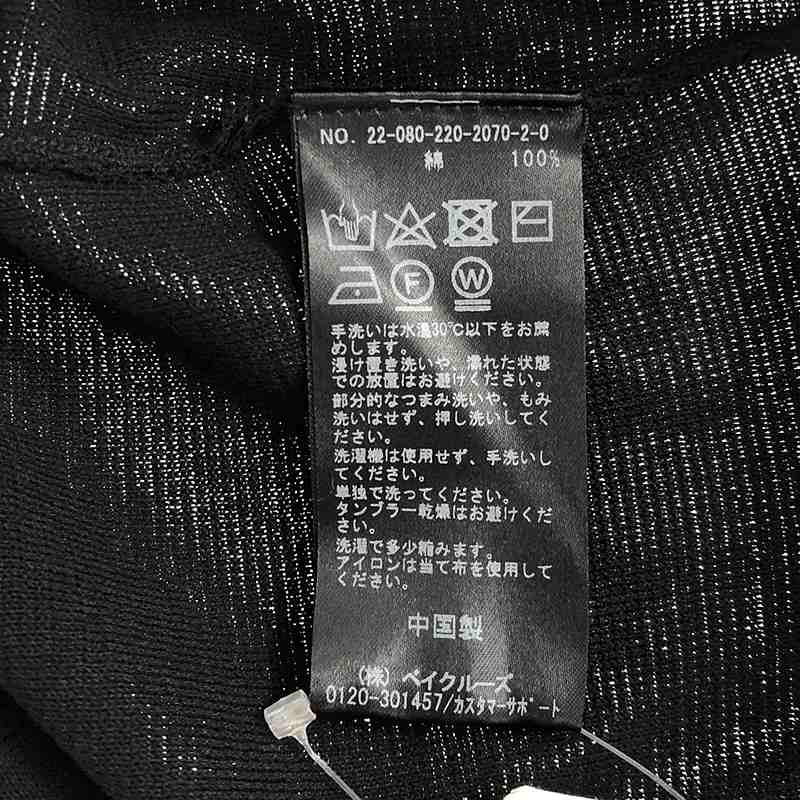 NO. 22-080-220-2070-2-0
綿 100%
F W
手洗いは水温30℃以下をお薦
めします。
浸け置き洗いや、濡れた状態
での放置はお避けください。
部分的なつまみ洗いや、もみ
洗いはせず、押し洗いしてく
ださい。
洗濯機は使用せず、手洗いし
てください。
単独で洗ってください。
タンブラー乾燥はお避けくだ
さい。
洗濯で多少縮みます。
アイロンは当て布を使用して
ください。
中国製
(株) ベイクルーズ
0120-301457/カスタマーサポート